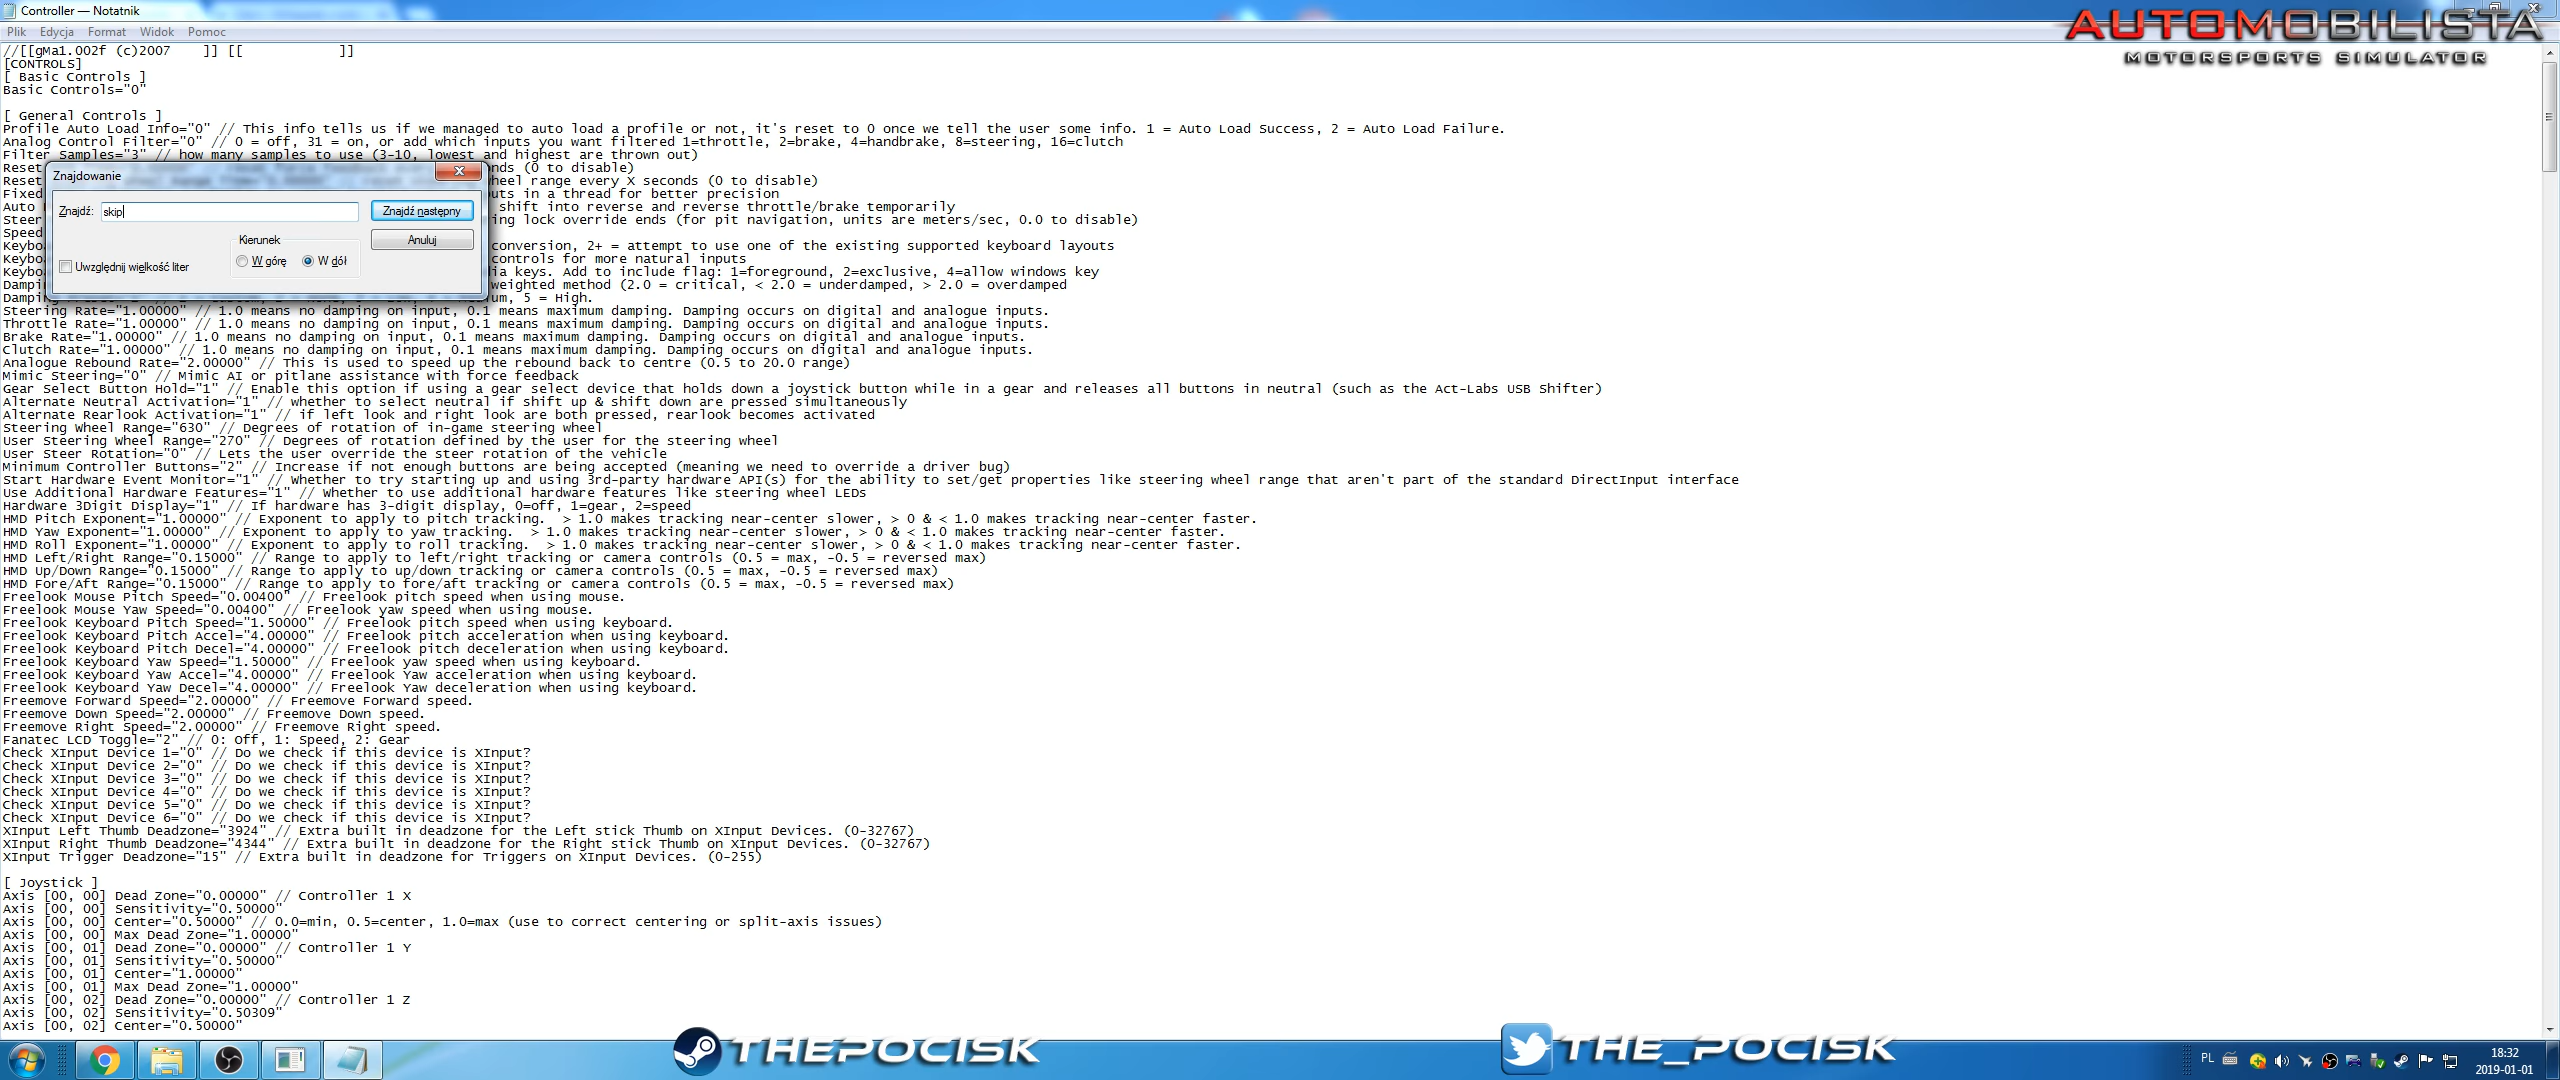 Controller — Notatnik
AUTOMOBILISTA
MOTORSPORTS SIMULATOR
Plik Edycja Format Widok Pomoc
//[[gMa1.002f (c)2007    ]] [[            ]]
[CONTROLS]
[ Basic Controls ]
Basic Controls="0"
[ General Controls ]
Profile Auto Load Info="0" // This info tells us if we managed to auto load a profile or not, it's reset to 0 once we tell the user some info. 1 = Auto Load Success, 2 = Auto Load Failure.
Analog Control Filter="0" // 0 = off, 31 = on, or add which inputs you want filtered 1=throttle, 2=brake, 4=handbrake, 8=steering, 16=clutch
Filter Samples="3" // how many samples to use (3-10, lowest and highest are thrown out)
Reset nds (0 to disable)
Reset heel range every X seconds (0 to disable)
Fixed uts in a thread for better precision
Auto shift into reverse and reverse throttle/brake temporarily
Steer ing lock override ends (for pit navigation, units are meters/sec, 0.0 to disable)
Speed
Keybo conversion, 2+ = attempt to use one of the existing supported keyboard layouts
Keybo controls for more natural inputs
Keybo ia keys. Add to include flag: 1=foreground, 2=exclusive, 4=allow windows key
Dampin weighted method (2.0 = critical, < 2.0 = underdamped, > 2.0 = overdamped
Damping um, 5 = High.
Znajdowanie
Znajdź: skip
Znajdź następny
Kierunek
Anuluj
W górę W dół
Uwzględnij wielkość liter
Steering Rate="1.00000" // 1.0 means no damping on input, 0.1 means maximum damping. Damping occurs on digital and analogue inputs.
Throttle Rate="1.00000" // 1.0 means no damping on input, 0.1 means maximum damping. Damping occurs on digital and analogue inputs.
Brake Rate="1.00000" // 1.0 means no damping on input, 0.1 means maximum damping. Damping occurs on digital and analogue inputs.
Clutch Rate="1.00000" // 1.0 means no damping on input, 0.1 means maximum damping. Damping occurs on digital and analogue inputs.
Analogue Rebound Rate="2.00000" // This is used to speed up the rebound back to centre (0.5 to 20.0 range)
Mimic Steering="0" // Mimic AI or pitlane assistance with force feedback
Gear Select Button Hold="1" // Enable this option if using a gear select device that holds down a joystick button while in a gear and releases all buttons in neutral (such as the Act-Labs USB Shifter)
Alternate Neutral Activation="1" // whether to select neutral if shift up & shift down are pressed simultaneously
Alternate Rearlook Activation="1" // if left look and right look are both pressed, rearlook becomes activated
Steering Wheel Range="630" // Degrees of rotation of in-game steering wheel
User Steering Wheel Range="270" // Degrees of rotation defined by the user for the steering wheel
User Steer Rotation="0" // Lets the user override the steer rotation of the vehicle
Minimum Controller Buttons="2" // Increase if not enough buttons are being accepted (meaning we need to override a driver bug)
Start Hardware Event Monitor="1" // Whether to try starting up and using 3rd-party hardware API(s) for the ability to set/get properties like steering wheel range that aren't part of the standard DirectInput interface
Use Additional Hardware Features="1" // Whether to use additional hardware features like steering wheel LEDs
Hardware 3Digit Display="1" // If hardware has 3-digit display, 0=off, 1=gear, 2=speed
HMD Pitch Exponent="1.00000" // Exponent to apply to pitch tracking.  > 1.0 makes tracking near-center slower, > 0 & < 1.0 makes tracking near-center faster.
HMD Yaw Exponent="1.00000" // Exponent to apply to yaw tracking.  > 1.0 makes tracking near-center slower, > 0 & < 1.0 makes tracking near-center faster.
HMD Roll Exponent="1.00000" // Exponent to apply to roll tracking.  > 1.0 makes tracking near-center slower, > 0 & < 1.0 makes tracking near-center faster.
HMD Left/Right Range="0.15000" // Range to apply to left/right tracking or camera controls (0.5 = max, -0.5 = reversed max)
HMD Up/Down Range="0.15000" // Range to apply to up/down tracking or camera controls (0.5 = max, -0.5 = reversed max)
HMD Fore/Aft Range="0.15000" // Range to apply to fore/aft tracking or camera controls (0.5 = max, -0.5 = reversed max)
Freelook Mouse Pitch Speed="0.00400" // Freelook pitch speed when using mouse.
Freelook Mouse Yaw Speed="0.00400" // Freelook yaw speed when using mouse.
Freelook Keyboard Pitch Speed="1.50000" // Freelook pitch speed when using keyboard.
Freelook Keyboard Pitch Accel="4.00000" // Freelook pitch acceleration when using keyboard.
Freelook Keyboard Pitch Decel="4.00000" // Freelook pitch deceleration when using keyboard.
Freelook Keyboard Yaw Speed="1.50000" // Freelook yaw speed when using keyboard.
Freelook Keyboard Yaw Accel="4.00000" // Freelook Yaw acceleration when using keyboard.
Freelook Keyboard Yaw Decel="4.00000" // Freelook Yaw deceleration when using keyboard.
Freemove Forward Speed="2.00000" // Freemove Forward speed.
Freemove Down Speed="2.00000" // Freemove Down speed.
Freemove Right Speed="2.00000" // Freemove Right speed.
Fanatec LCD Toggle="2" // 0: Off, 1: Speed, 2: Gear
Check XInput Device 1="0" // Do we check if this device is XInput?
Check XInput Device 2="0" // Do we check if this device is XInput?
Check XInput Device 3="0" // Do we check if this device is XInput?
Check XInput Device 4="0" // Do we check if this device is XInput?
Check XInput Device 5="0" // Do we check if this device is XInput?
Check XInput Device 6="0" // Do we check if this device is XInput?
XInput Left Thumb Deadzone="3924" // Extra built in deadzone for the Left stick Thumb on XInput Devices. (0-32767)
XInput Right Thumb Deadzone="4344" // Extra built in deadzone for the Right stick Thumb on XInput Devices. (0-32767)
XInput Trigger Deadzone="15" // Extra built in deadzone for Triggers on XInput Devices. (0-255)
[ Joystick ]
Axis [00, 00] Dead Zone="0.00000" // Controller 1 X
Axis [00, 00] Sensitivity="0.50000"
Axis [00, 00] Center="0.50000" // 0.0=min, 0.5=center, 1.0=max (use to correct centering or split-axis issues)
Axis [00, 00] Max Dead Zone="1.00000"
Axis [00, 01] Dead Zone="0.00000" // Controller 1 Y
Axis [00, 01] Sensitivity="0.50000"
Axis [00, 01] Center="1.00000"
Axis [00, 01] Max Dead Zone="1.00000"
Axis [00, 02] Dead Zone="0.00000" // Controller 1 Z
Axis [00, 02] Sensitivity="0.50309"
Axis [00, 02] Center="0.50000"
THEPOCISK
THE_POCISK
PL
18:32
2019-01-01